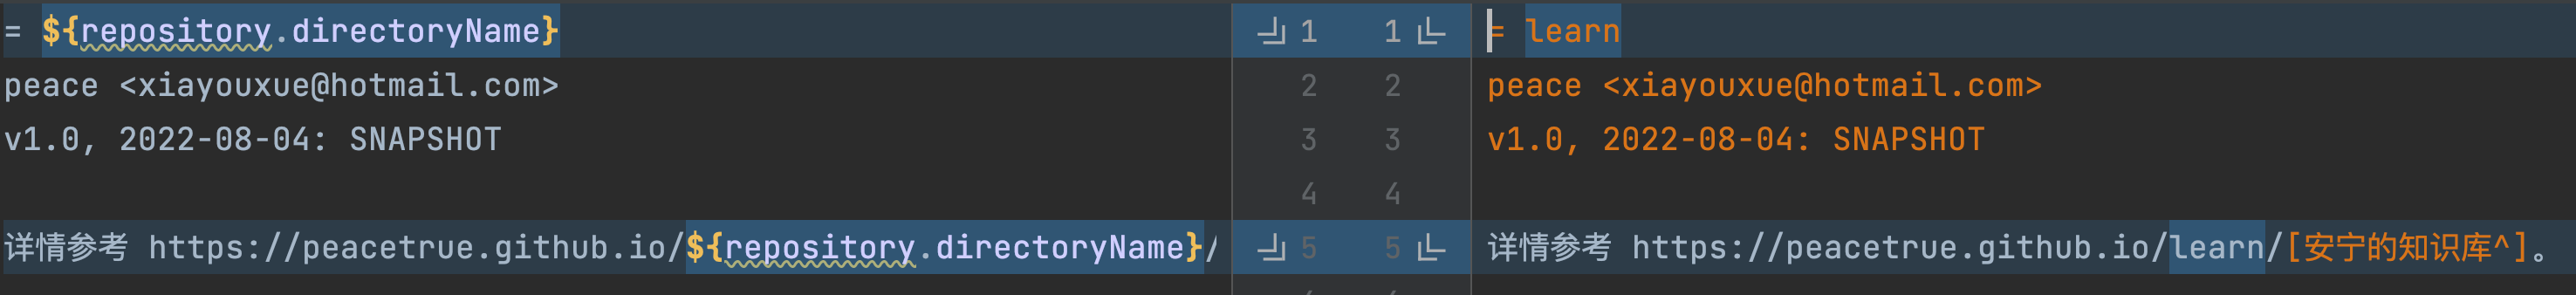 = ${repository.directoryName}
peace <xiayouxue@hotmail.com>
v1.0, 2022-08-04: SNAPSHOT
详情参考 https://peacetrue.github.io/${repository.directoryName}/
1 1
2 2
3 3
4 4
5 5
= learn
peace <xiayouxue@hotmail.com>
v1.0, 2022-08-04: SNAPSHOT
详情参考 https://peacetrue.github.io/learn/[安宁的知识库^]。